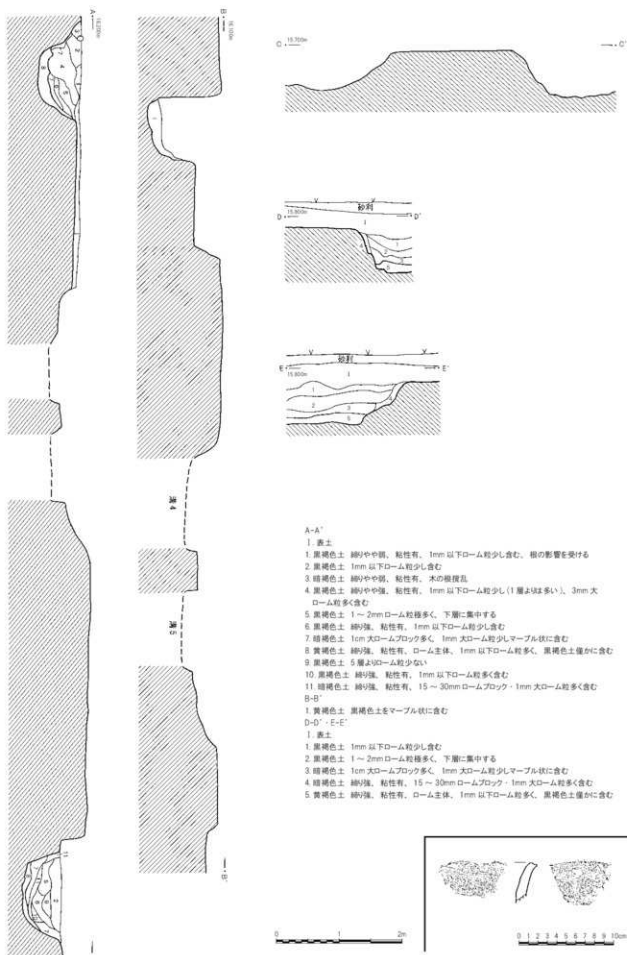 A
16.200m
B
16.100m
C
15.700m
C'
砂利
D
15.800m
D'
I
1
2
3
4
5
砂利
E
15.800m
E'
I
1
2
3
4
5
溝4
溝5
B'
A-A'
I. 表土
1. 黒褐色土 締りやや弱、粘性有、1mm以下ローム粒少し含む、根の影響を受ける
2. 黒褐色土 1mm以下ローム粒少し含む
3. 暗褐色土 締りやや弱、粘性有、木の根撹乱
4. 黒褐色土 締りやや強、粘性有、1mm以下ローム粒少し(1層よりは多い)、3mm大
ローム粒多く含む
5. 黒褐色土 1～2mmローム粒極多く、下層に集中する
6. 黒褐色土 締り強、粘性有、1mm以下ローム粒少し含む
7. 暗褐色土 1cm大ロームブロック多く、1mm大ローム粒少しマーブル状に含む
8. 黄褐色土 締り強、粘性有、ローム主体、1mm以下ローム粒多く、黒褐色土僅かに含む
9. 黒褐色土 5層よりローム粒少ない
10. 黒褐色土 締り強、粘性有、1mm以下ローム粒多く含む
11. 暗褐色土 締り強、粘性有、15～30mmロームブロック・1mm大ローム粒多く含む
B-B'
1. 黄褐色土 黒褐色土をマーブル状に含む
D-D'・E-E'
I. 表土
1. 黒褐色土 1mm以下ローム粒少し含む
2. 黒褐色土 1～2mmローム粒極多く、下層に集中する
3. 暗褐色土 1cm大ロームブロック多く、1mm大ローム粒少しマーブル状に含む
4. 暗褐色土 締り強、粘性有、15～30mmロームブロック・1mm大ローム粒多く含む
5. 黄褐色土 締り強、粘性有、ローム主体、1mm以下ローム粒多く、黒褐色土僅かに含む
0 1 2m
0 1 2 3 4 5 6 7 8 9 10cm